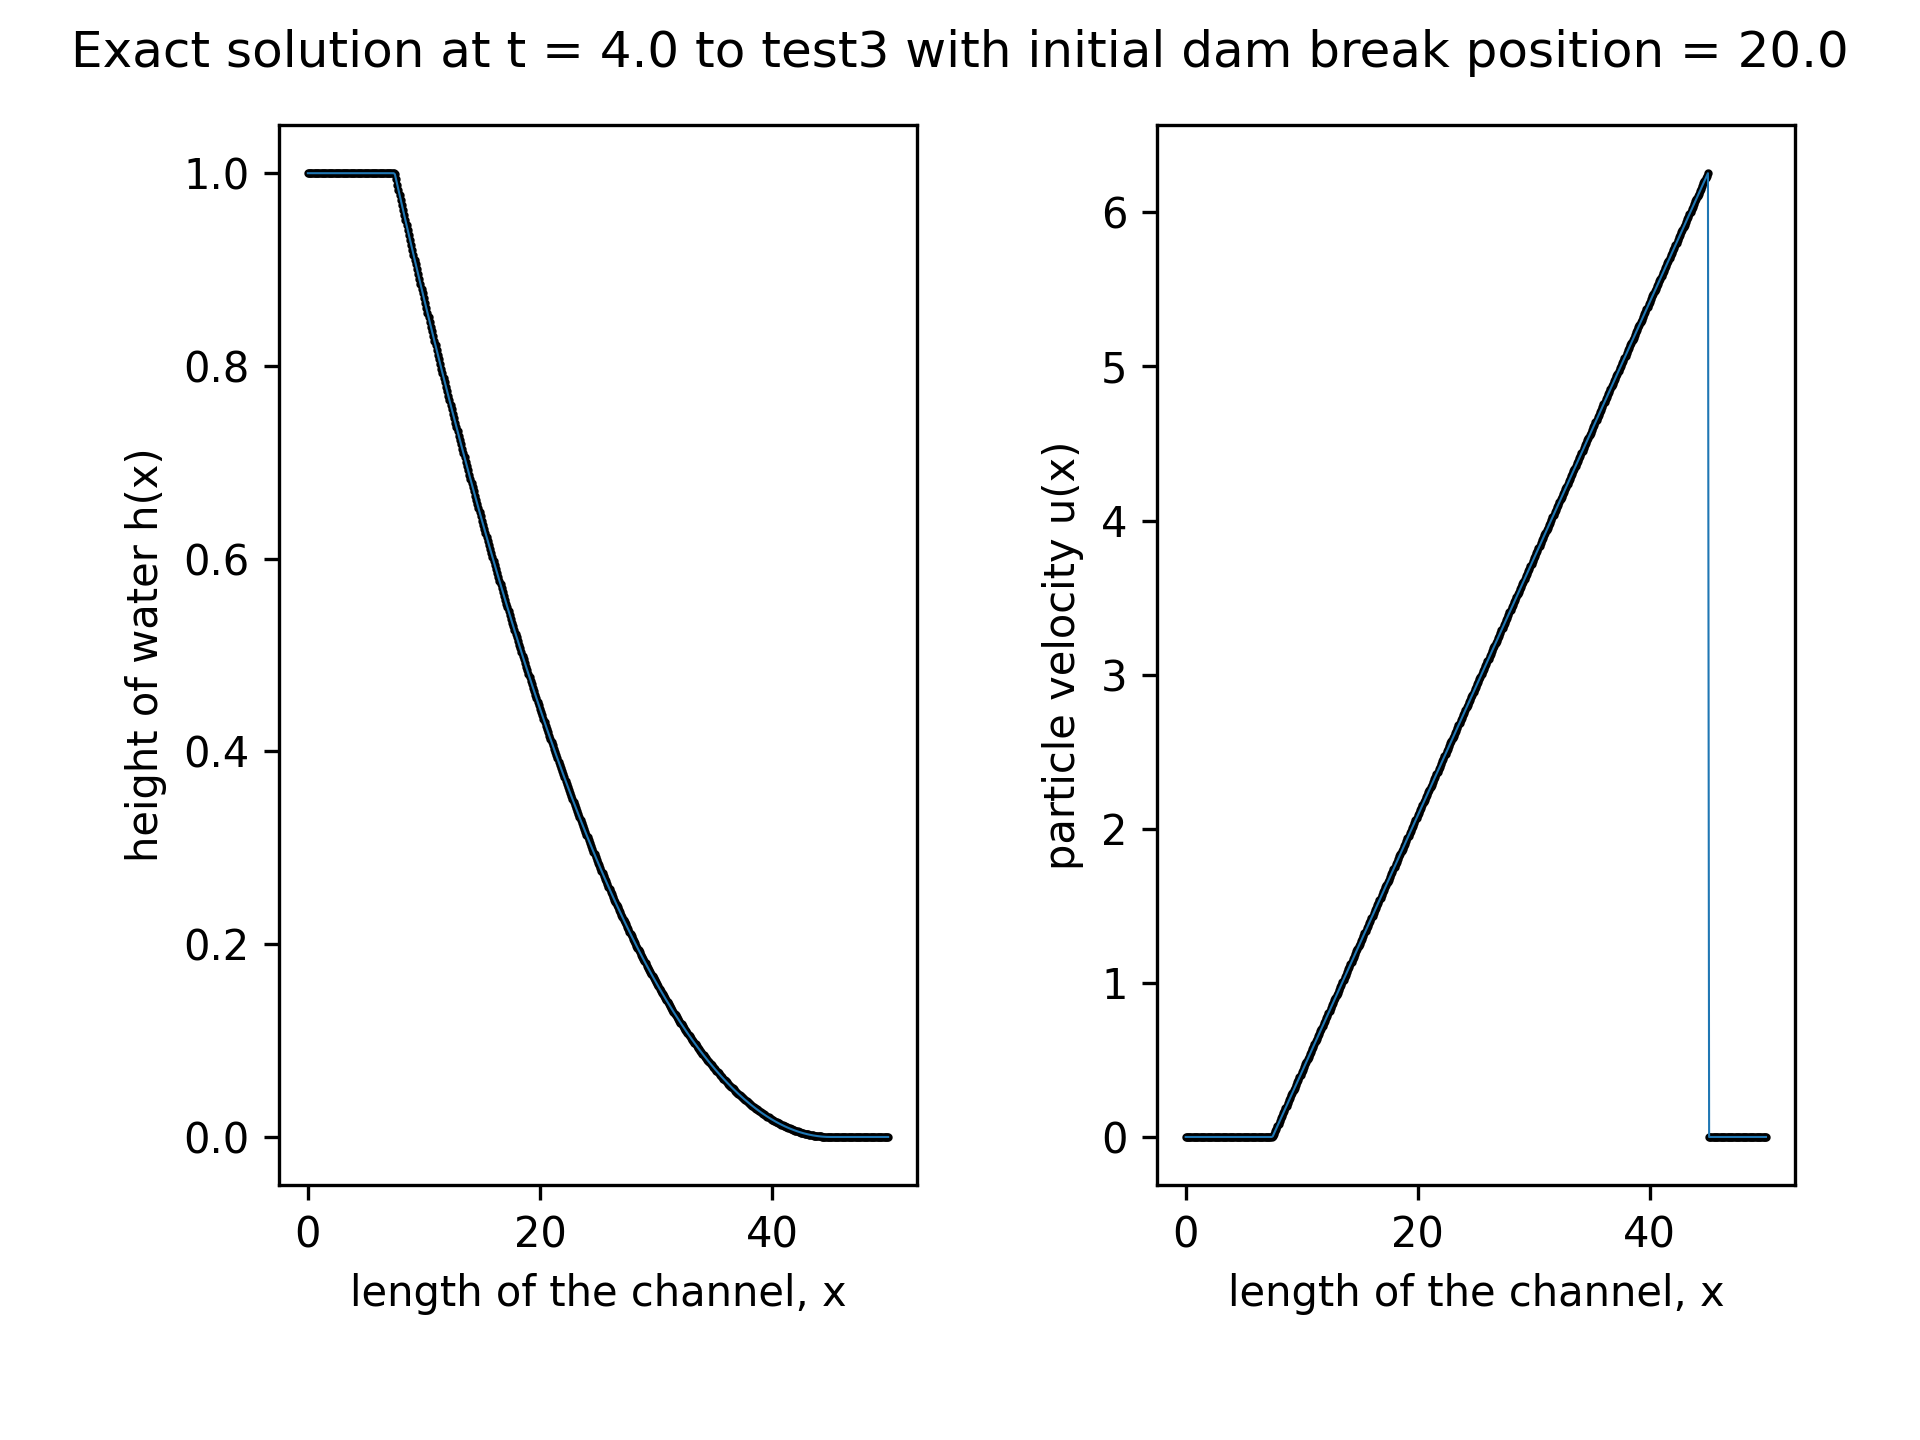 Exact solution at t = 4.0 to test3 with initial dam break position = 20.0
height of water h(x)
1.0
0.8
0.6
0.4
0.2
0.0
0 20 40
length of the channel, x
particle velocity u(x)
6
5
4
3
2
1
0
0 20 40
length of the channel, x